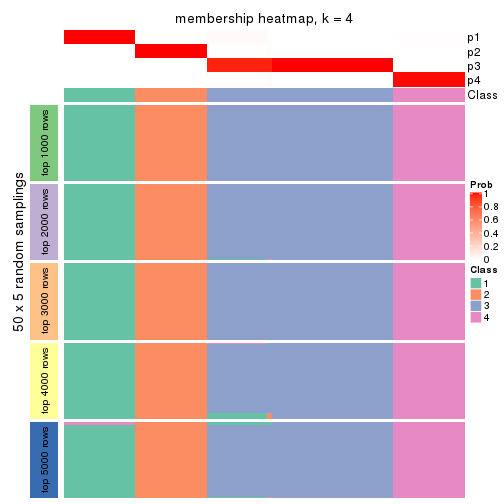 membership heatmap, k = 4
p1
p2
p3
p4
Class
50 x 5 random samplings
top 1000 rows
top 2000 rows
top 3000 rows
top 4000 rows
top 5000 rows
Prob
1
0.8
0.6
0.4
0.2
0
Class
1
2
3
4